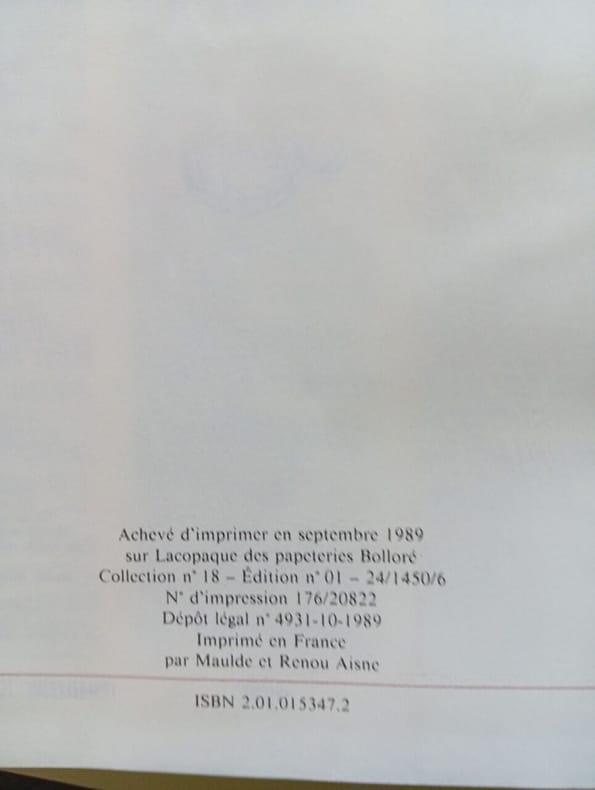 Achevé d'imprimer en septembre 1989
sur Lacopaque des papeteries Bolloré
Collection n° 18 – Édition n° 01 – 24/1450/6
N° d'impression 176/20822
Dépôt légal n° 4931-10-1989
Imprimé en France
par Maulde et Renou Aisne
ISBN 2.01.015347.2